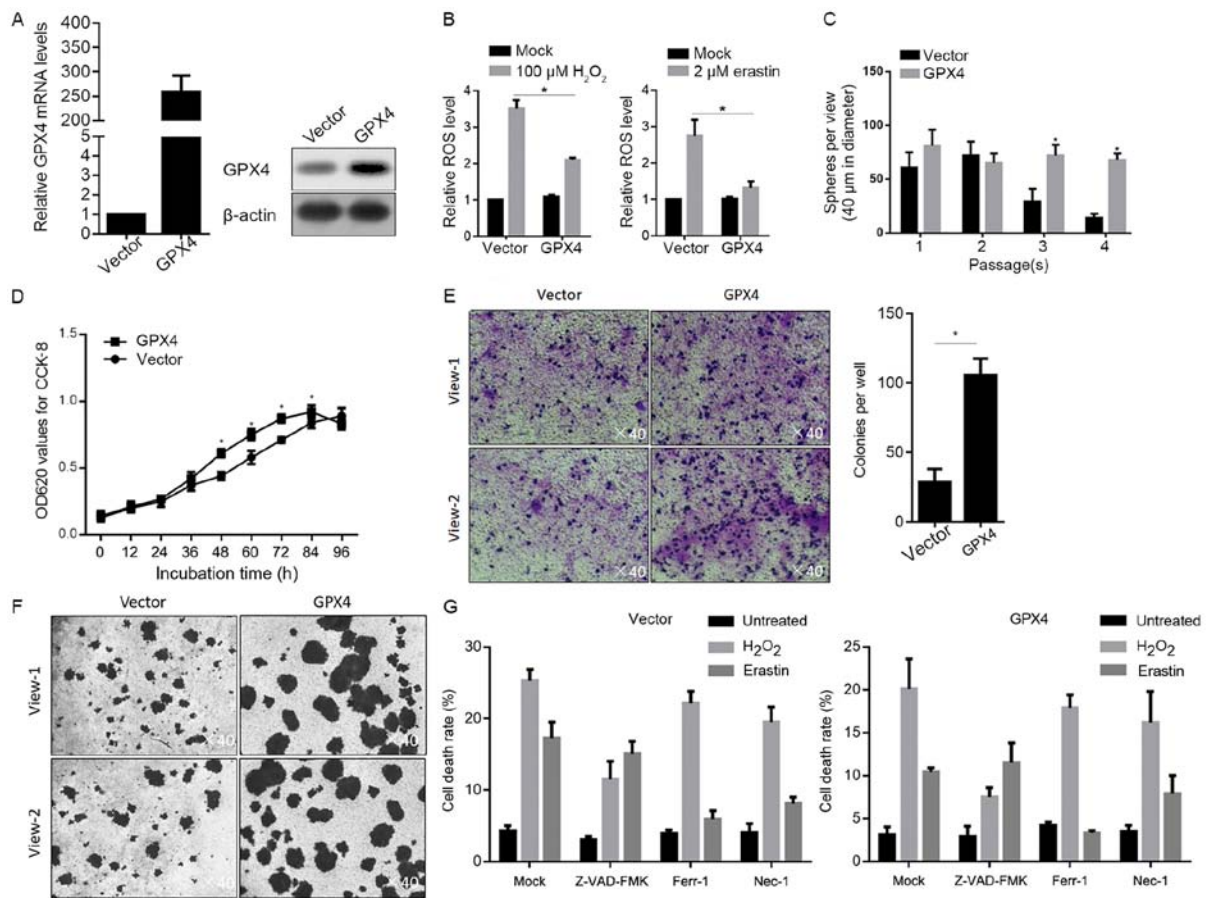 A
Relative GPX4 mRNA levels
400
350
300
250
200
150
100
5
4
3
2
1
0
Vector
GPX4
Vector
GPX4
GPX4
β-actin
B
Mock
100 µM H₂O₂
Relative ROS level
5
4
3
2
1
0
*
Vector
GPX4
Mock
2 µM erastin
Relative ROS level
5
4
3
2
1
0
*
Vector
GPX4
C
Vector
GPX4
Spheres per view
(40 µm in diameter)
150
100
50
0
*
*
1
2
3
4
Passage(s)
D
GPX4
Vector
OD620 values for CCK-8
1.5
1.0
0.5
0.0
*
*
*
*
0
12
24
36
48
60
72
84
96
Incubation time (h)
E
Vector
GPX4
View-1
×40
×40
View-2
×40
×40
Colonies per well
150
100
50
0
*
Vector
GPX4
F
Vector
GPX4
View-1
×40
×40
View-2
×40
×40
G
Vector
Untreated
H₂O₂
Erastin
Cell death rate (%)
30
20
10
0
Mock
Z-VAD-FMK
Ferr-1
Nec-1
GPX4
Untreated
H₂O₂
Erastin
Cell death rate (%)
25
20
15
10
5
0
Mock
Z-VAD-FMK
Ferr-1
Nec-1